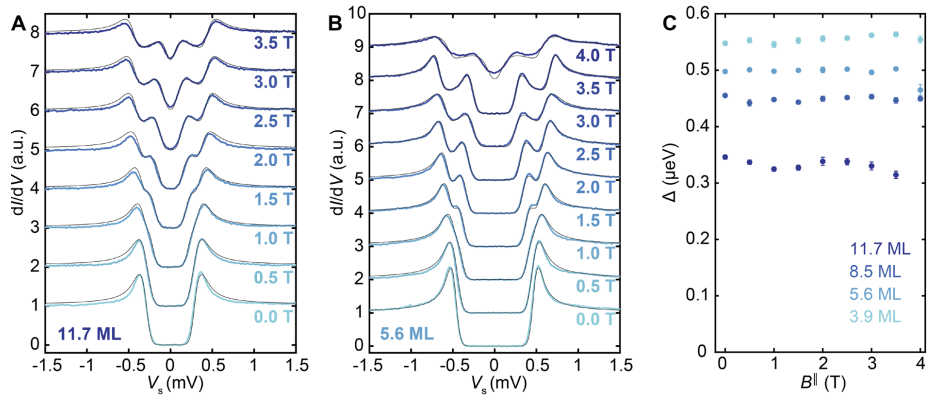 A
8
7
6
5
4
3
2
1
0
dI/dV (a.u.)
3.5 T
3.0 T
2.5 T
2.0 T
1.5 T
1.0 T
0.5 T
0.0 T
11.7 ML
-1.5 -1 -0.5 0 0.5 1 1.5
Vs (mV)
B
10
9
8
7
6
5
4
3
2
1
0
dI/dV (a.u.)
4.0 T
3.5 T
3.0 T
2.5 T
2.0 T
1.5 T
1.0 T
0.5 T
0.0 T
5.6 ML
-1.5 -1 -0.5 0 0.5 1 1.5
Vs (mV)
C
0.6
0.5
0.4
0.3
0.2
0.1
0
Δ (μeV)
11.7 ML
8.5 ML
5.6 ML
3.9 ML
0 1 2 3 4
B∥ (T)